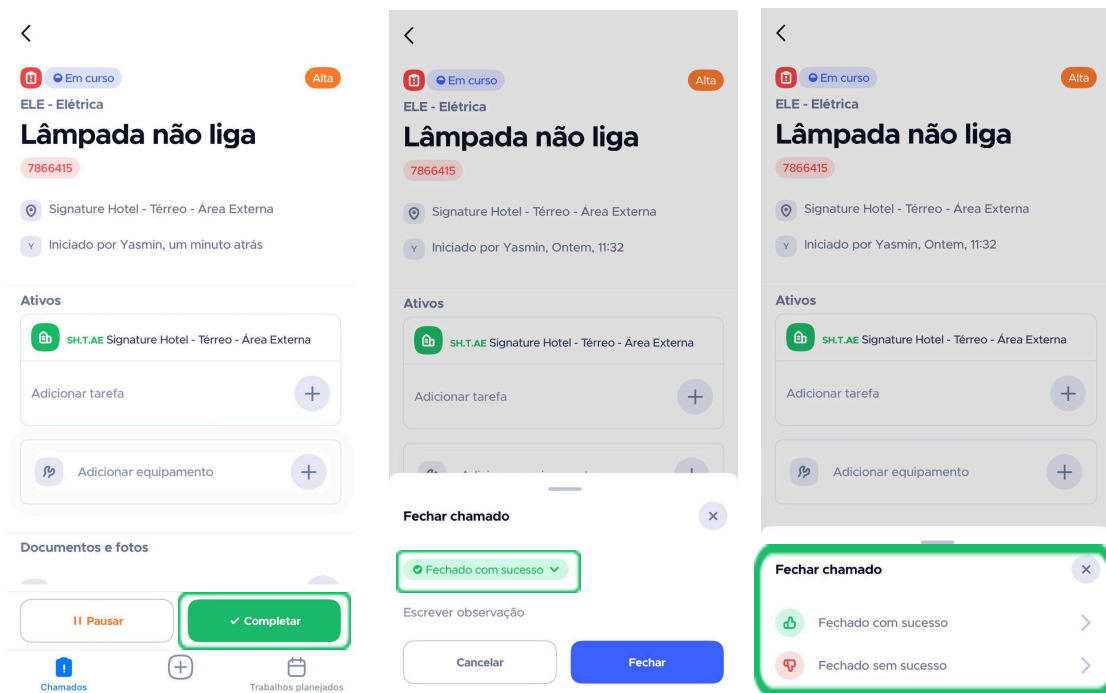 Em curso
Alta
ELE - Elétrica
Lâmpada não liga
7866415
Signature Hotel - Térreo - Área Externa
Y Iniciado por Yasmin, um minuto atrás
Ativos
SH.T.AE Signature Hotel - Térreo - Área Externa
Adicionar tarefa
Adicionar equipamento
Documentos e fotos
Pausar
Completar
Chamados
Trabalhos planejados
Em curso
Alta
ELE - Elétrica
Lâmpada não liga
7866415
Signature Hotel - Térreo - Área Externa
Y Iniciado por Yasmin, Ontem, 11:32
Ativos
SH.T.AE Signature Hotel - Térreo - Área Externa
Adicionar tarefa
Fechar chamado
Fechado com sucesso
Escrever observação
Cancelar
Fechar
Em curso
Alta
ELE - Elétrica
Lâmpada não liga
7866415
Signature Hotel - Térreo - Área Externa
Y Iniciado por Yasmin, Ontem, 11:32
Ativos
SH.T.AE Signature Hotel - Térreo - Área Externa
Adicionar tarefa
Adicionar equipamento
Fechar chamado
Fechado com sucesso
Fechado sem sucesso